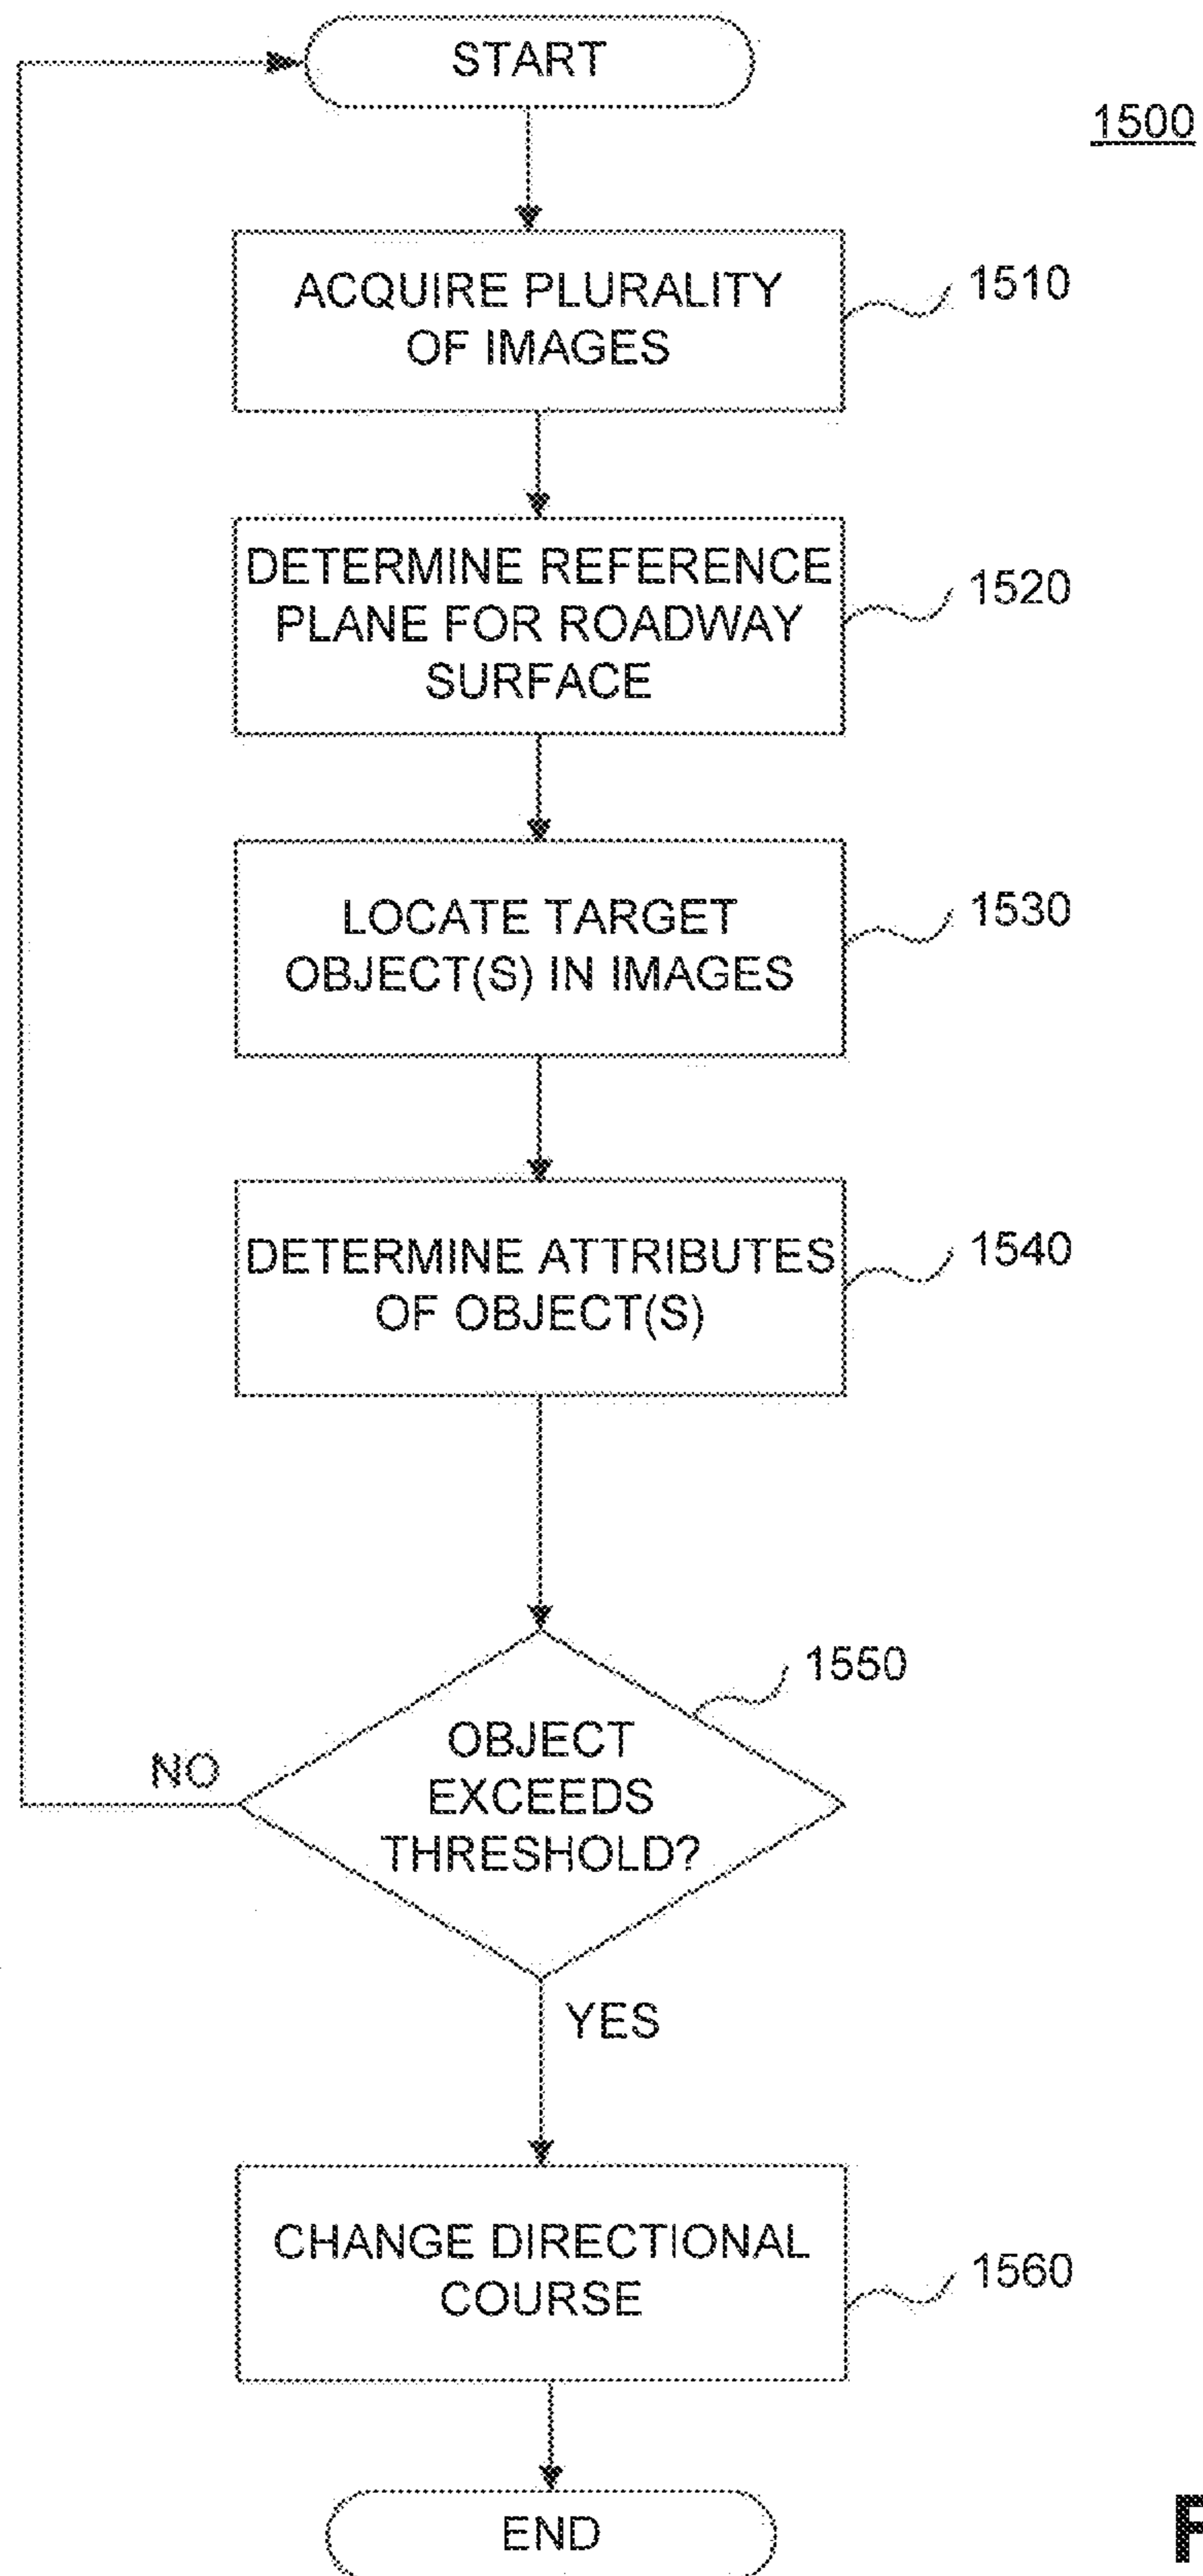 START
1500
ACQUIRE PLURALITY
OF IMAGES
1510
DETERMINE REFERENCE
PLANE FOR ROADWAY
SURFACE
1520
LOCATE TARGET
OBJECT(S) IN IMAGES
1530
DETERMINE ATTRIBUTES
OF OBJECT(S)
1540
1550
OBJECT
EXCEEDS
THRESHOLD?
NO
YES
CHANGE DIRECTIONAL
COURSE
1560
END